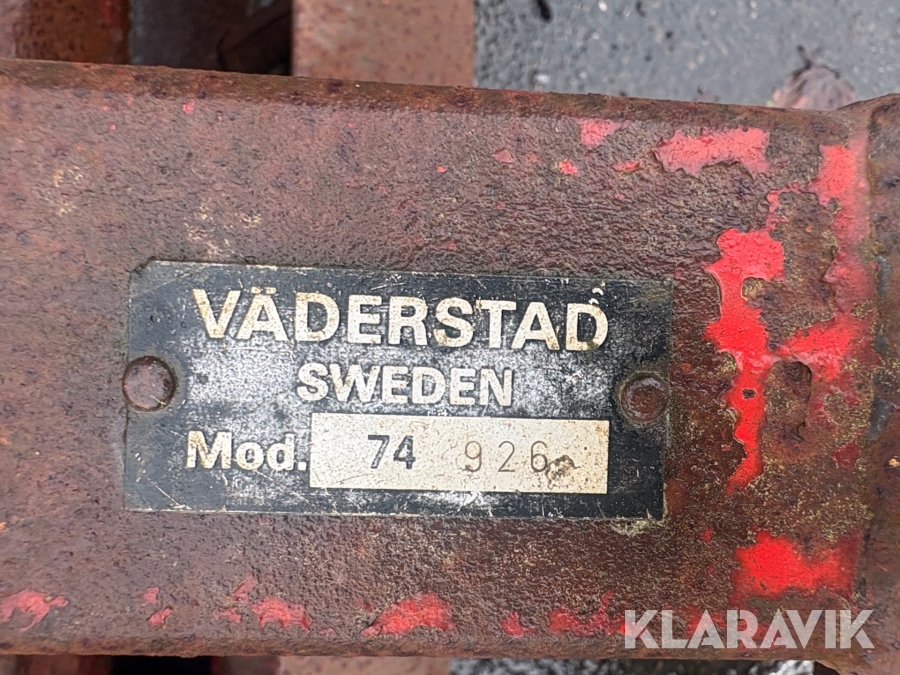 VÄDERSTAD
SWEDEN
Mod. 74 926
KLARAVIK